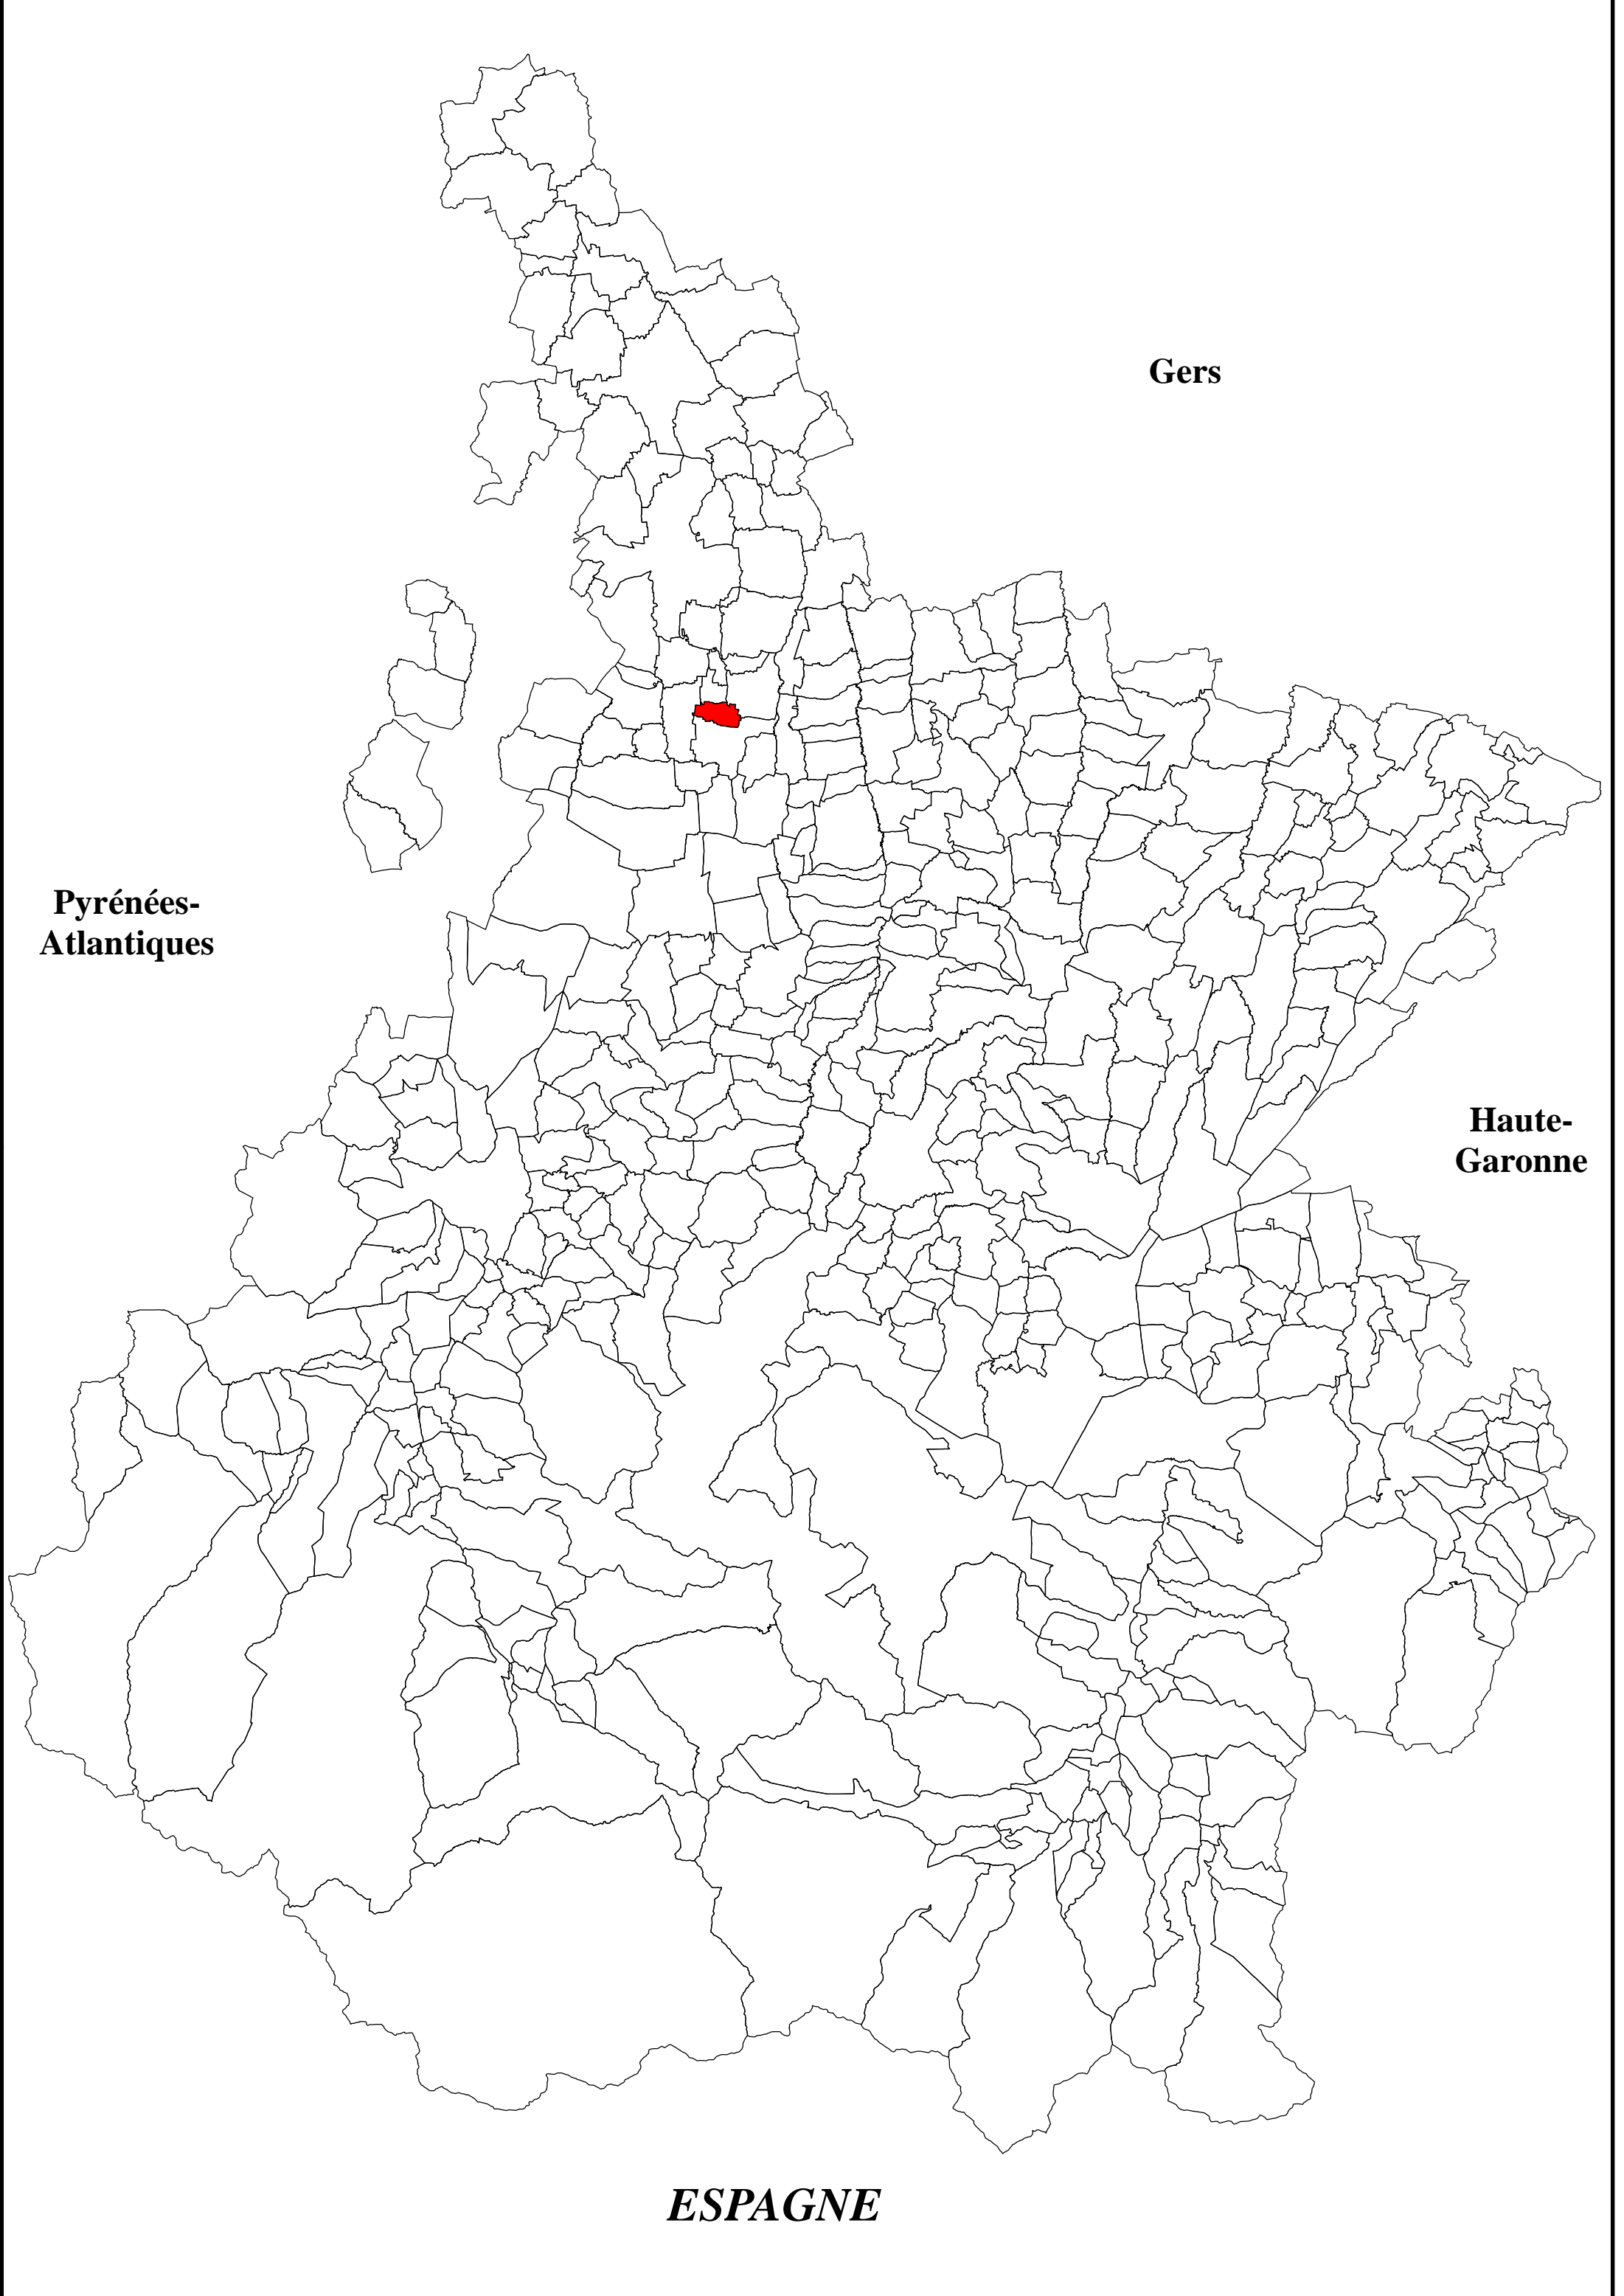 Gers
Pyrénées-
Atlantiques
Haute-
Garonne
ESPAGNE